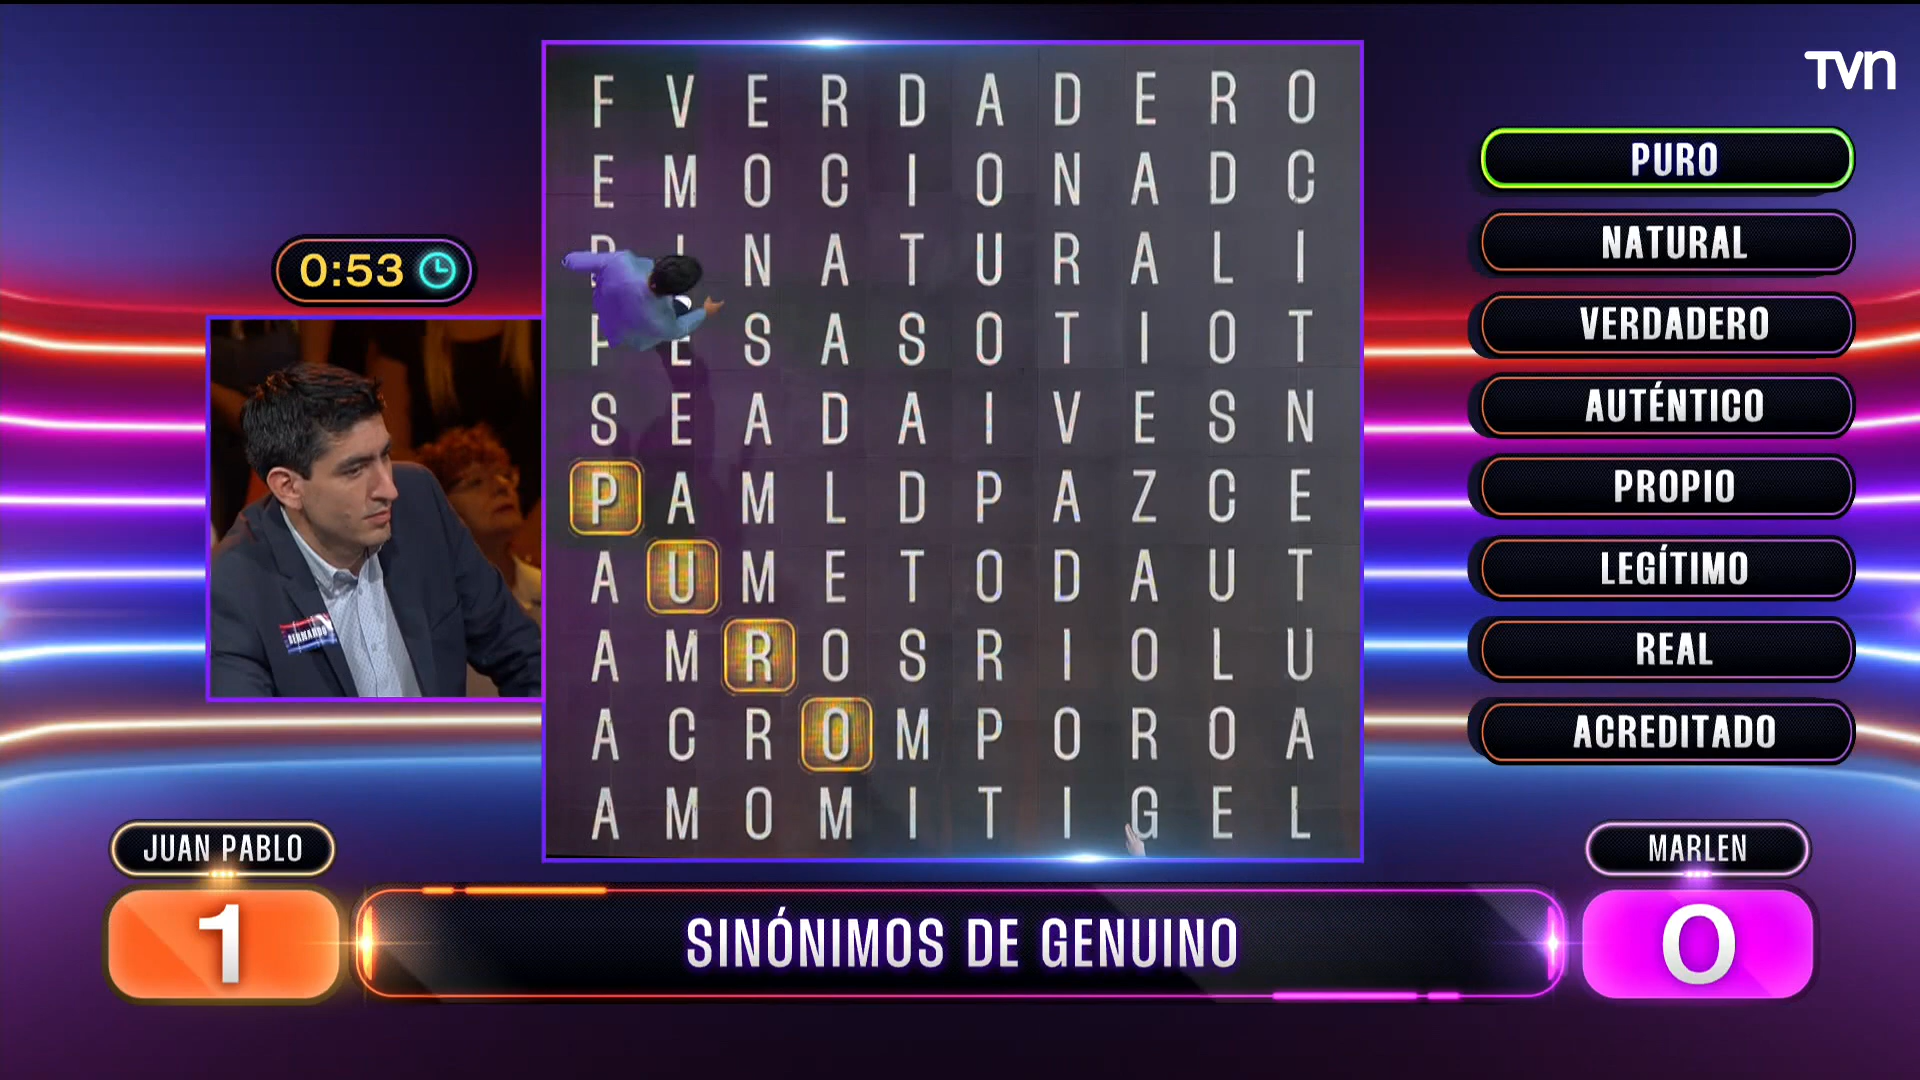 TVN
F V E R D A D E R O
E M O C I O N A D C
N A T U R A L I
E S A S O T I O T
S E A D A I V E S N
P A M L D P A Z C E
A U M E T O D A U T
A M R O S R I O L U
A C R O M P O R O A
A M O M I T I G E L
0:53
BERNARDO
PURO
NATURAL
VERDADERO
AUTÉNTICO
PROPIO
LEGÍTIMO
REAL
ACREDITADO
JUAN PABLO
1
SINÓNIMOS DE GENUINO
MARLEN
0